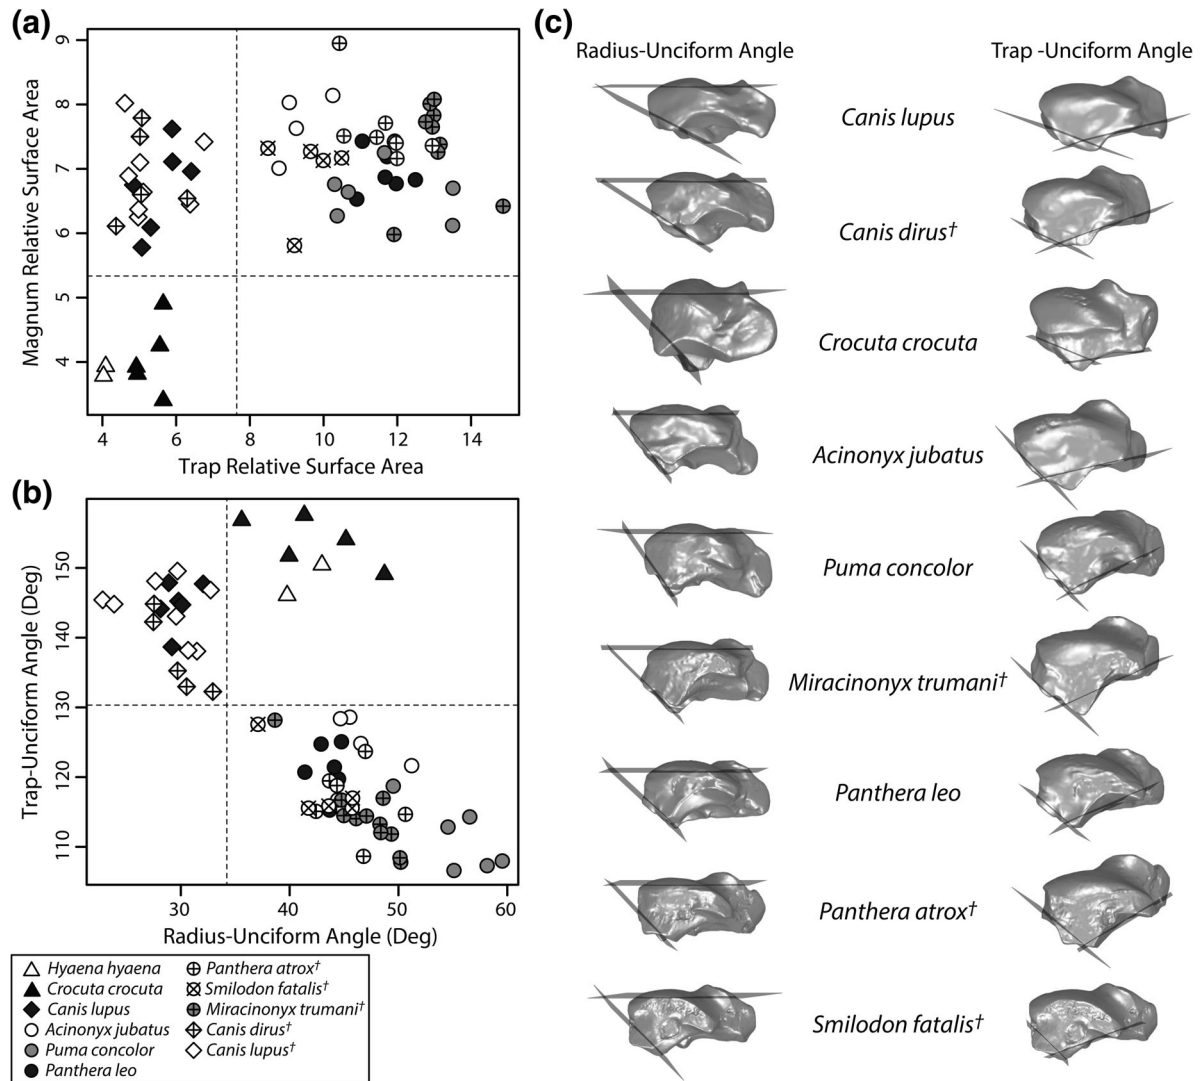 (a)
Magnum Relative Surface Area
9
8
7
6
5
4
4 6 8 10 12 14
Trap Relative Surface Area
(b)
Trap-Uniciform Angle (Deg)
150
140
130
120
110
30 40 50 60
Radius-Unciform Angle (Deg)
Hyaena hyaena
Crocuta crocuta
Canis lupus
Acinonyx jubatus
Puma concolor
Panthera leo
Panthera atrox†
Smilodon fatalis†
Miracinonyx trumani†
Canis dirus†
Canis lupus†
(c)
Radius-Unciform Angle Trap -Unciform Angle
Canis lupus
Canis dirus†
Crocuta crocuta
Acinonyx jubatus
Puma concolor
Miracinonyx trumani†
Panthera leo
Panthera atrox†
Smilodon fatalis†